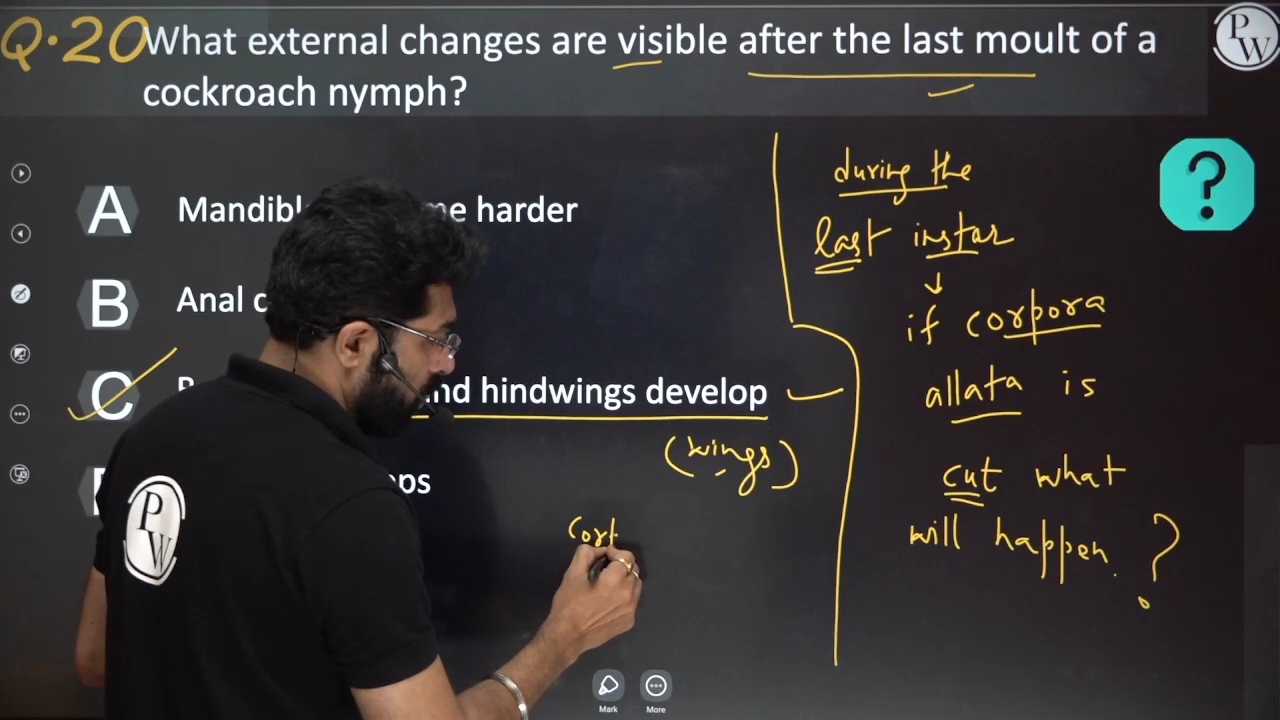 Q.20 What external changes are visible after the last moult of a
cockroach nymph?
P
W
A Mandibl
me harder
B Anal c
C
and hindwings develop
(wings)
ps
Cort
during the
last instar
if corpora
allata is
cut what
will happen.
?
?
P
W
Mark
More